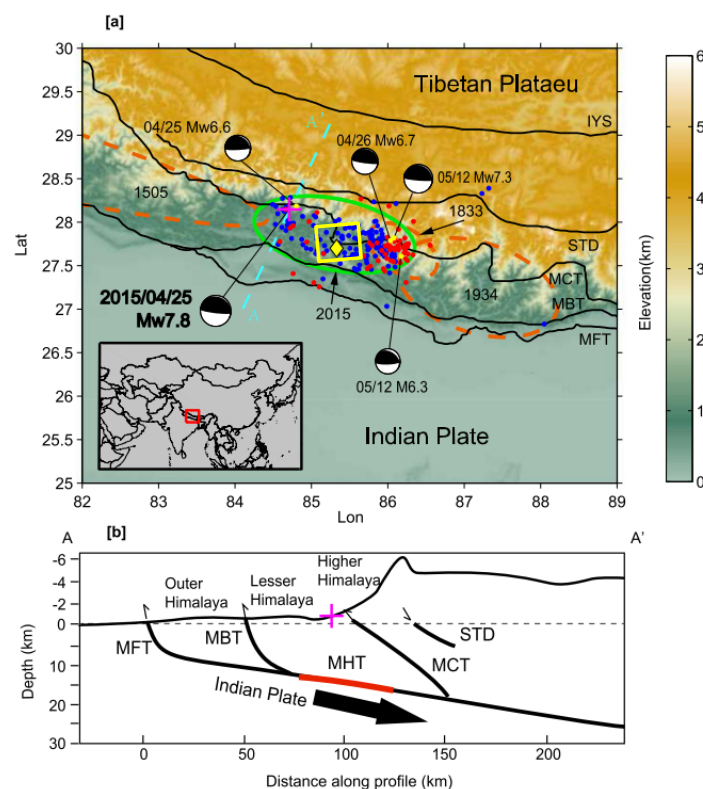 [a]
30
29
28
27.5
27
26.5
26
25.5
25
Lat
82
83
84
85
86
87
88
89
Lon
Tibetan Plataeu
IYS
04/25 Mw6.6
A'
04/26 Mw6.7
05/12 Mw7.3
1505
1833
STD
MCT
1934
MBT
MFT
2015/04/25
Mw7.8
A
2015
05/12 M6.3
Indian Plate
Elevation(km)
6
5
4
3
2
1
0
[b]
A
A'
-6
-4
-2
0
10
20
30
Depth (km)
Outer
Himalaya
Lesser
Himalaya
Higher
Himalaya
MFT
MBT
MHT
MCT
STD
Indian Plate
0
50
100
150
200
Distance along profile (km)